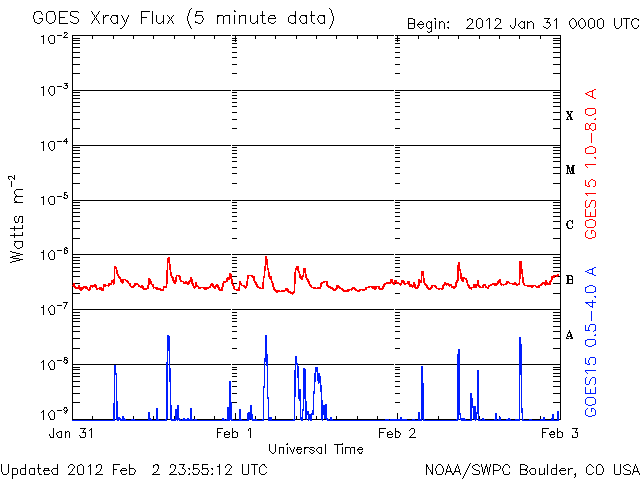 GOES Xray Flux (5 minute data)
Begin: 2012 Jan 31 0000 UTC
10⁻²
10⁻³
10⁻⁴
10⁻⁵
10⁻⁶
10⁻⁷
10⁻⁸
10⁻⁹
Watts m⁻²
X
M
C
B
A
GOES15 1.0-8.0 A
GOES15 0.5-4.0 A
Jan 31
Feb 1
Feb 2
Feb 3
Universal Time
Updated 2012 Feb 2 23:55:12 UTC
NOAA/SWPC Boulder, CO USA